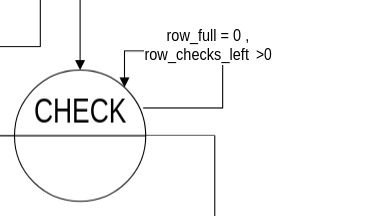 row_full = 0 ,
row_checks_left >0
CHECK